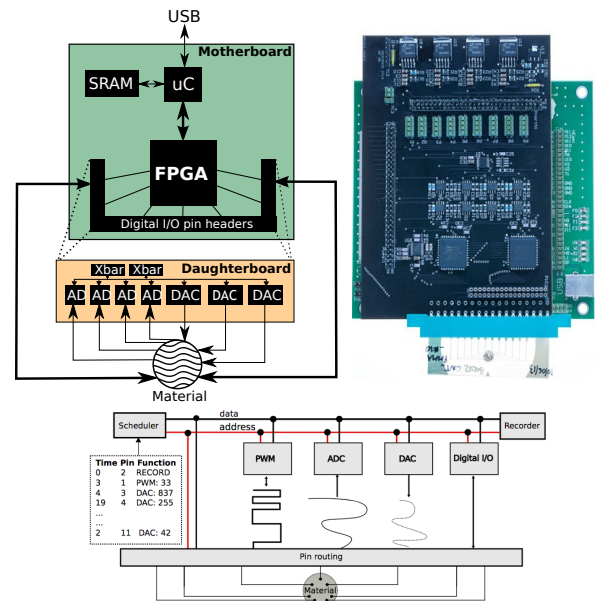 USB
Motherboard
SRAM
uC
FPGA
Digital I/O pin headers
Xbar Xbar
Daughterboard
AD AD AD AD DAC DAC DAC
Material
USB
data
address
Scheduler
Recorder
Time Pin Function
0 2 RECORD
3 1 PWM: 33
4 3 DAC: 837
19 4 DAC: 255
...
...
2 11 DAC: 42
PWM
ADC
DAC
Digital I/O
Pin routing
Material